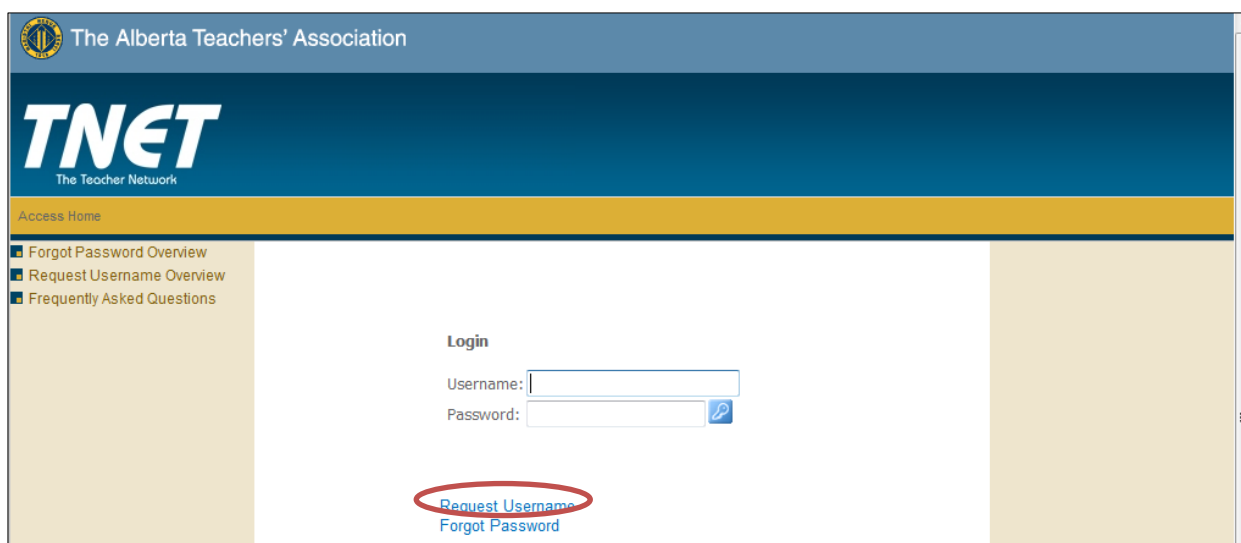 The Alberta Teachers' Association
TNET
The Teacher Network
Access Home
Forgot Password Overview
Request Username Overview
Frequently Asked Questions
Login
Username:
Password:
Request Username
Forgot Password